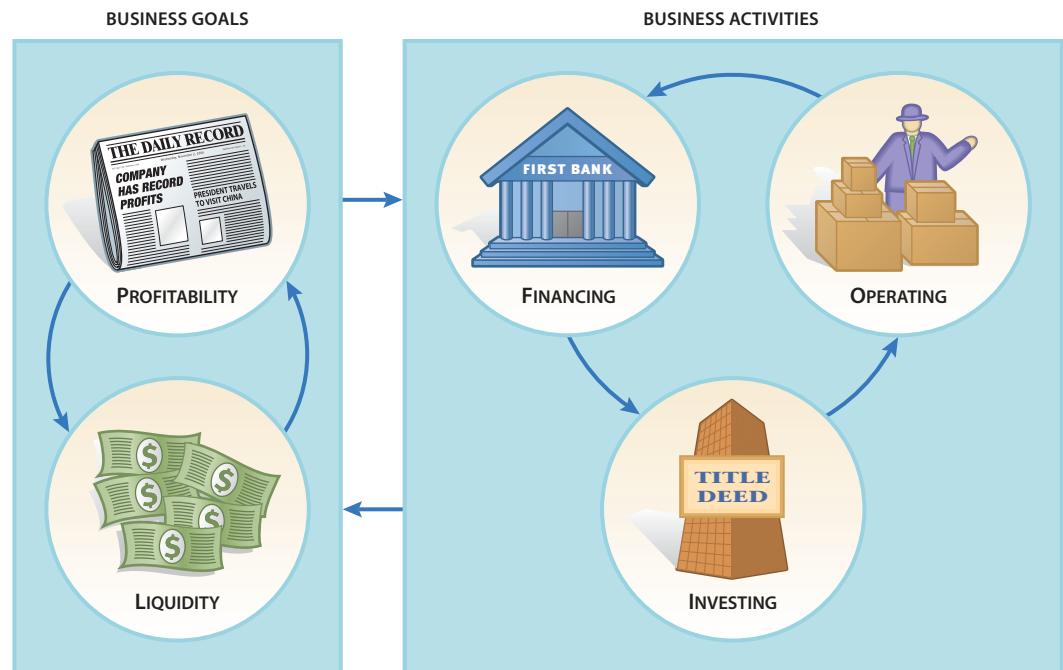 BUSINESS GOALS
BUSINESS ACTIVITIES
THE DAILY RECORD
COMPANY
HAS RECORD
PROFITS
PRESIDENT TRAVELS
TO VISIT CHINA
PROFITABILITY
FIRST BANK
FINANCING
OPERATING
$
$
$
$
$
LIQUIDITY
TITLE
DEED
INVESTING